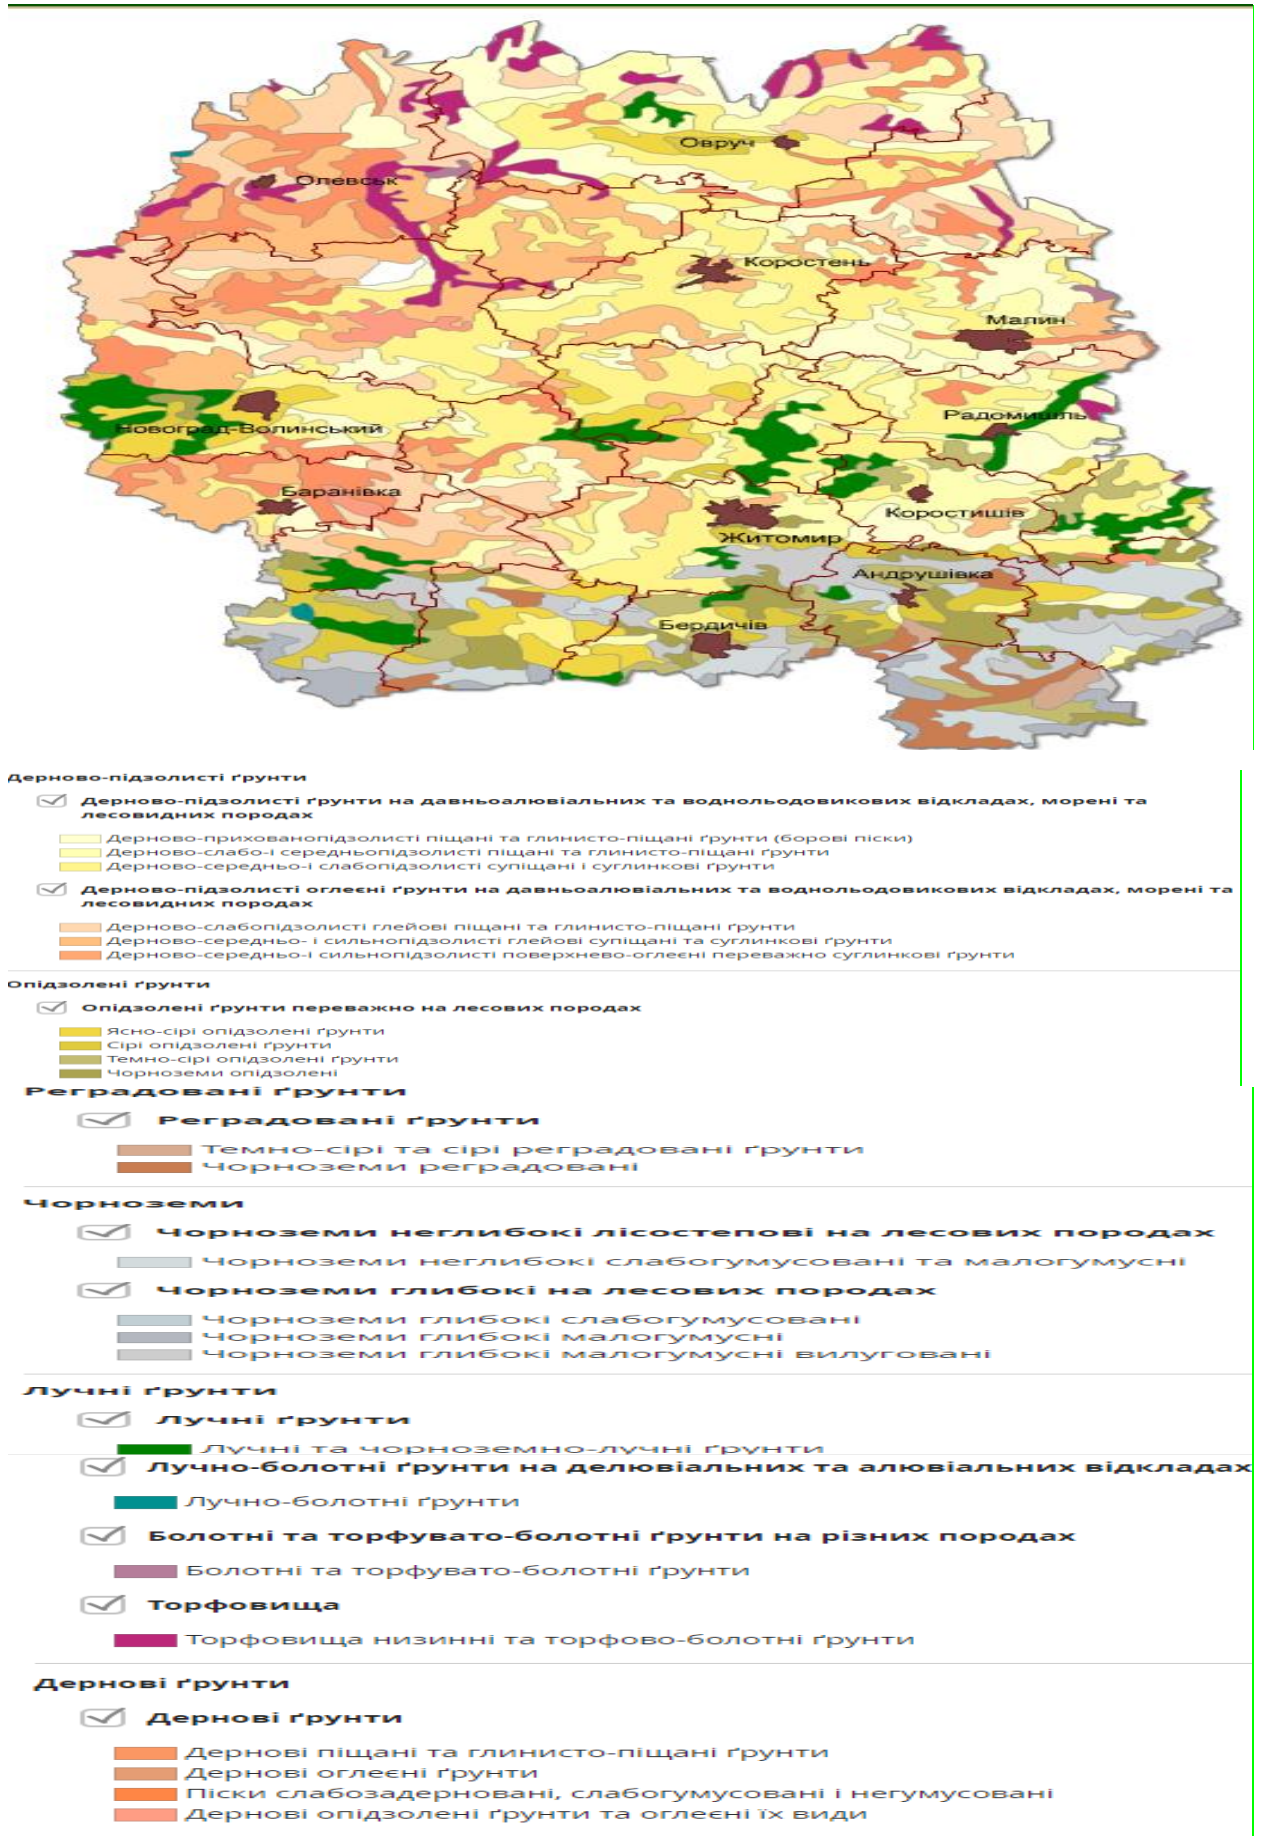 Овруч
Олевськ
Коростень
Малин
Радомишль
Новоград-Волинський
Баранівка
Коростишів
Житомир
Андрушівка
Бердичів
Дерново-підзолисті ґрунти
Дерново-підзолисті ґрунти на давньоалювіальних та воднольодовикових відкладах, морені та
лесовидних породах
Дерново-прихованопідзолисті піщані та глинисто-піщані ґрунти (борові піски)
Дерново-слабо-і середньопідзолисті піщані та глинисто-піщані ґрунти
Дерново-середньо-і слабопідзолисті супіщані і суглинкові ґрунти
Дерново-підзолисті оглеєні ґрунти на давньоалювіальних та воднольодовикових відкладах, морені та
лесовидних породах
Дерново-слабопідзолисті глейові піщані та глинисто-піщані ґрунти
Дерново-середньо- і сильнопідзолисті глейові супіщані та суглинкові ґрунти
Дерново-середньо-і сильнопідзолисті поверхнево-оглеєні переважно суглинкові ґрунти
Опідзолені ґрунти
Опідзолені ґрунти переважно на лесових породах
Ясно-сірі опідзолені ґрунти
Сірі опідзолені ґрунти
Темно-сірі опідзолені ґрунти
Чорноземи опідзолені
Реградовані ґрунти
Реградовані ґрунти
Темно-сірі та сірі реградовані ґрунти
Чорноземи реградовані
Чорноземи
Чорноземи неглибокі лісостепові на лесових породах
Чорноземи неглибокі слабогумусовані та малогумусні
Чорноземи глибокі на лесових породах
Чорноземи глибокі слабогумусовані
Чорноземи глибокі малогумусні
Чорноземи глибокі малогумусні вилуговані
Лучні ґрунти
Лучні ґрунти
Лучні та чорноземно-лучні ґрунти
Лучно-болотні ґрунти на делювіальних та алювіальних відкладах
Лучно-болотні ґрунти
Болотні та торфувато-болотні ґрунти на різних породах
Болотні та торфувато-болотні ґрунти
Торфовища
Торфовища низинні та торфово-болотні ґрунти
Дернові ґрунти
Дернові ґрунти
Дернові піщані та глинисто-піщані ґрунти
Дернові оглеєні ґрунти
Піски слабозадерновані, слабогумусовані і негумусовані
Дернові опідзолені ґрунти та оглеєні їх види